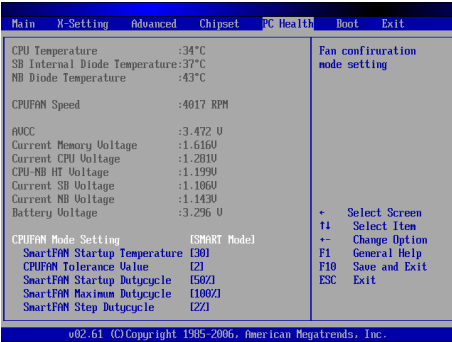 Main X-Setting Advanced Chipset PC Health Boot Exit
CPU Temperature :34°C
SB Internal Diode Temperature:37°C
NB Diode Temperature :43°C
CPUFAN Speed :4017 RPM
AVCC :3.472 V
Current Memory Voltage :1.616V
Current CPU Voltage :1.281V
CPU-NB HT Voltage :1.199V
Current SB Voltage :1.106V
Current NB Voltage :1.143V
Battery Voltage :3.296 V
CPUFAN Mode Setting [SMART Mode]
SmartFAN Startup Temperature [30]
CPUFAN Tolerance Value [2]
SmartFAN Startup Dutycycle [50%]
SmartFAN Maximum Dutycycle [100%]
SmartFAN Step Dutycycle [2%]
Fan confiruration
mode setting
← Select Screen
↑↓ Select Item
+- Change Option
F1 General Help
F10 Save and Exit
ESC Exit
v02.61 (C)Copyright 1985-2006, American Megatrends, Inc.